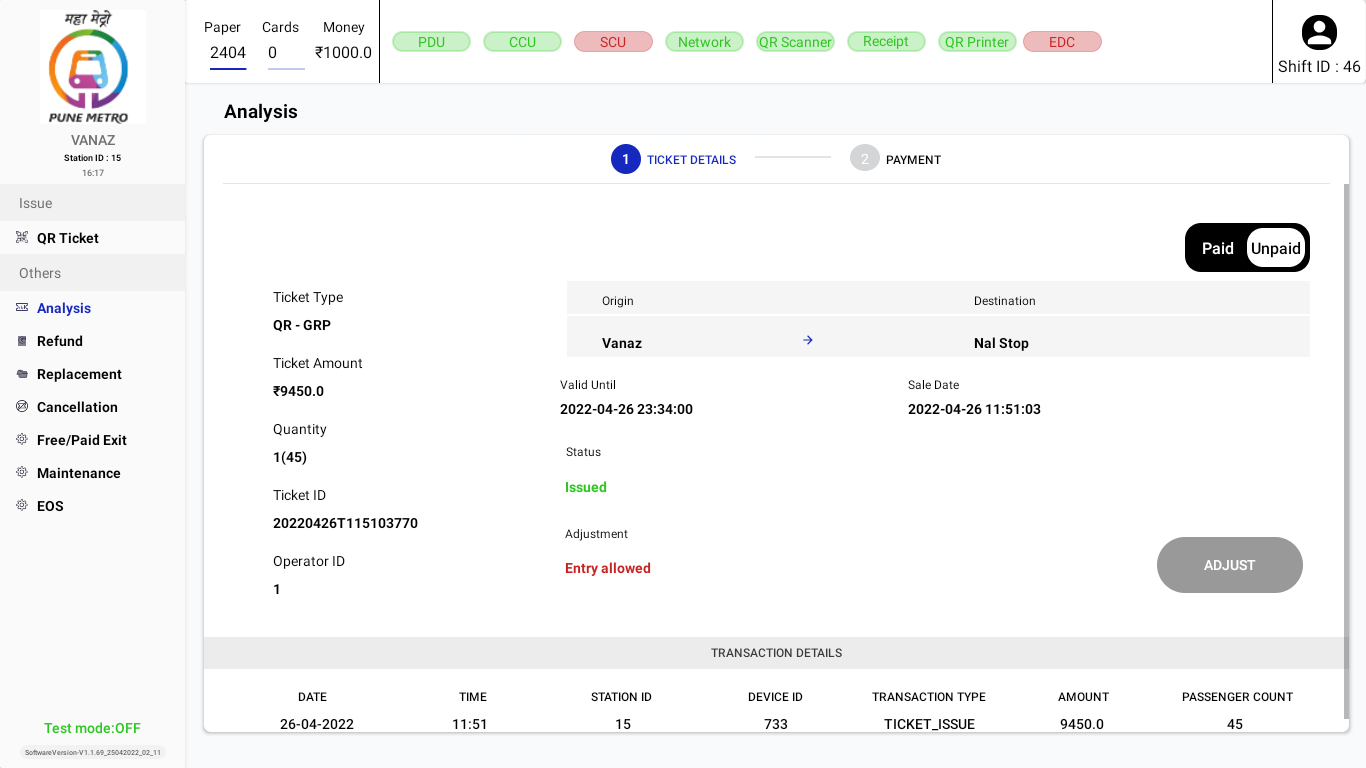 महा मेट्रो
PUNE METRO
VANAZ
Station ID : 15
16:17
Issue
QR Ticket
Others
Analysis
Refund
Replacement
Cancellation
Free/Paid Exit
Maintenance
EOS
Test mode:OFF
SoftwareVersion-V1.1.69_25042022_02_11
Paper Cards Money
2404 0 ₹1000.0
PDU CCU SCU Network QR Scanner Receipt QR Printer EDC
Shift ID : 46
Analysis
1 TICKET DETAILS 2 PAYMENT
Paid Unpaid
Ticket Type
QR - GRP
Ticket Amount
₹9450.0
Quantity
1(45)
Ticket ID
20220426T115103770
Operator ID
1
Origin Destination
Vanaz → Nal Stop
Valid Until Sale Date
2022-04-26 23:34:00 2022-04-26 11:51:03
Status
Issued
Adjustment
Entry allowed
ADJUST
TRANSACTION DETAILS
DATE TIME STATION ID DEVICE ID TRANSACTION TYPE AMOUNT PASSENGER COUNT
26-04-2022 11:51 15 733 TICKET_ISSUE 9450.0 45